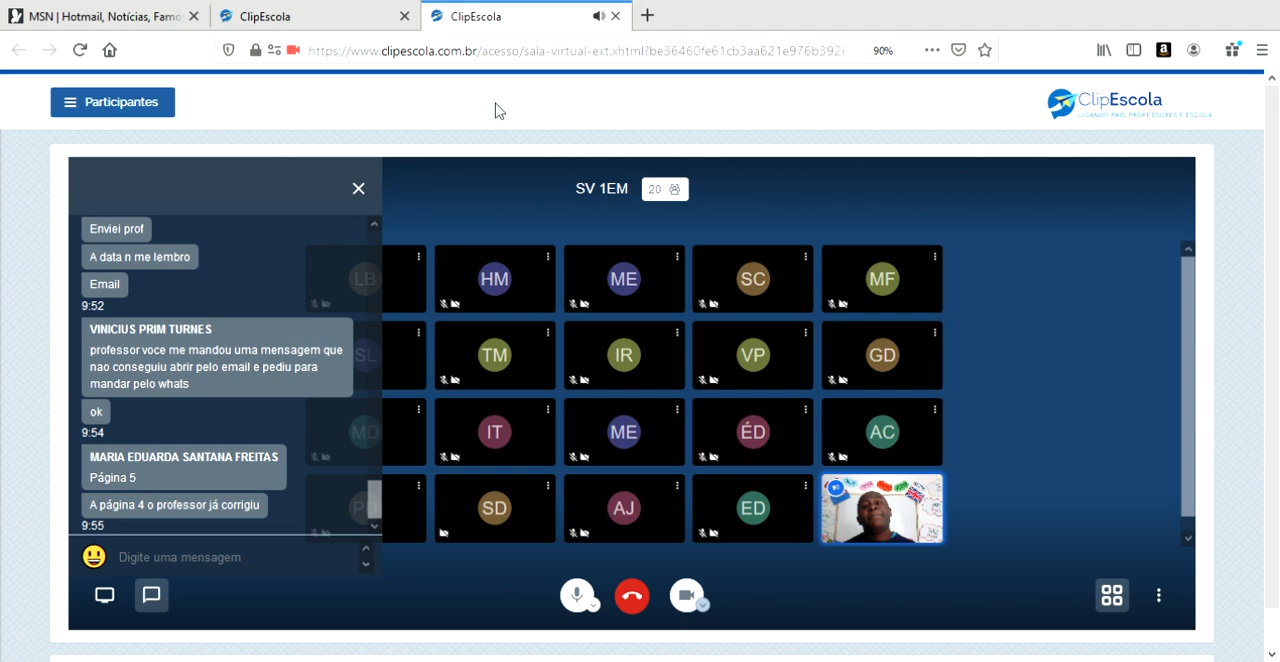 MSN | Hotmail, Notícias, Famo
ClipEscola
ClipEscola
https://www.clipescola.com.br/acesso/sala-virtual-ext.xhtml?be36460fe61cb3aa621e976b392
90%
Participantes
ClipEscola
LIGANDO PAIS, PROFESSORES E ESCOLA
SV 1EM
20
Enviei prof
A data n me lembro
Email
9:52
VINICIUS PRIM TURNES
professor voce me mandou uma mensagem que
nao conseguiu abrir pelo email e pediu para
mandar pelo whats
ok
9:54
MARIA EDUARDA SANTANA FREITAS
Página 5
A página 4 o professor já corrigiu
9:55
Digite uma mensagem
LB
HM
ME
SC
MF
SL
TM
IR
VP
GD
MD
IT
ME
ÉD
AC
SD
AJ
ED